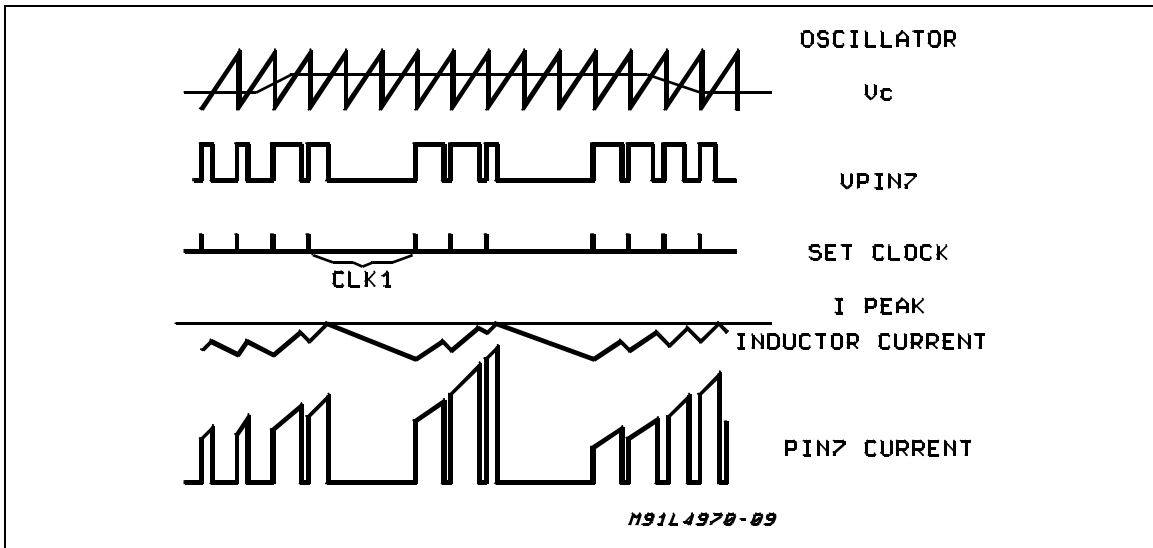 OSCILLATOR
Vc
VPIN7
SET CLOCK
CLK1
I PEAK
INDUCTOR CURRENT
PIN7 CURRENT
M91L4970-09